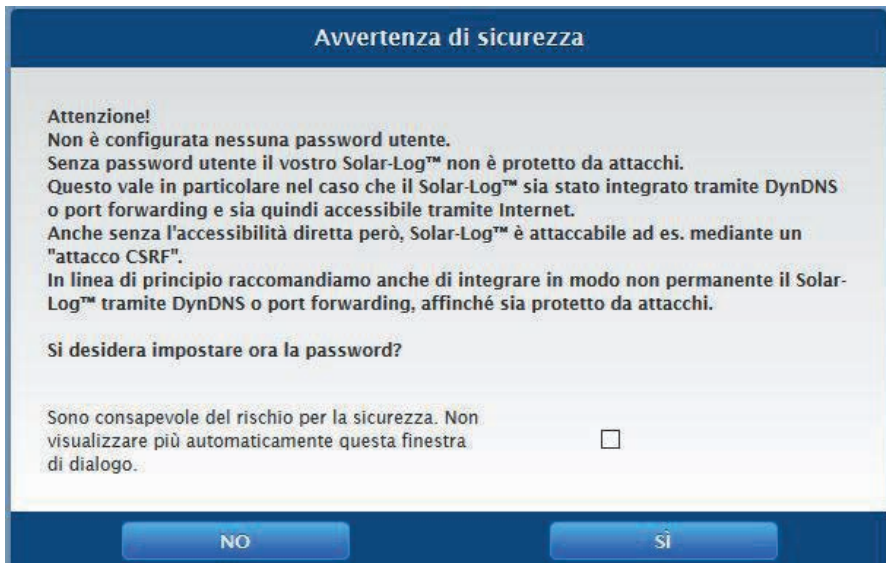 Avvertenza di sicurezza
Attenzione!
Non è configurata nessuna password utente.
Senza password utente il vostro Solar-Log™ non è protetto da attacchi.
Questo vale in particolare nel caso che il Solar-Log™ sia stato integrato tramite DynDNS
o port forwarding e sia quindi accessibile tramite Internet.
Anche senza l'accessibilità diretta però, Solar-Log™ è attaccabile ad es. mediante un
"attacco CSRF".
In linea di principio raccomandiamo anche di integrare in modo non permanente il Solar-
Log™ tramite DynDNS o port forwarding, affinché sia protetto da attacchi.
Si desidera impostare ora la password?
Sono consapevole del rischio per la sicurezza. Non
visualizzare più automaticamente questa finestra
di dialogo.
NO SÌ